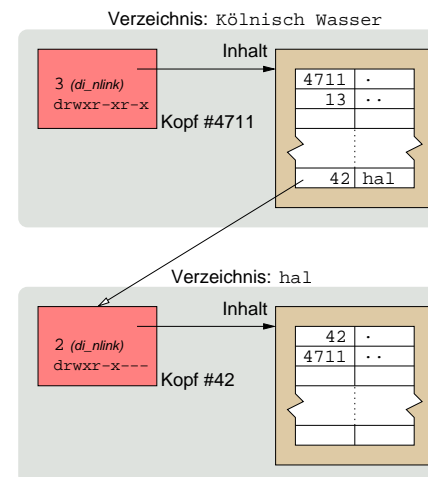 Verzeichnis: Kölnisch Wasser
Inhalt
3 (di_nlink)
drwxr-xr-x
Kopf #4711
4711 .
13 ..
42 hal
Verzeichnis: hal
Inhalt
2 (di_nlink)
drwxr-x---
Kopf #42
42 .
4711 ..